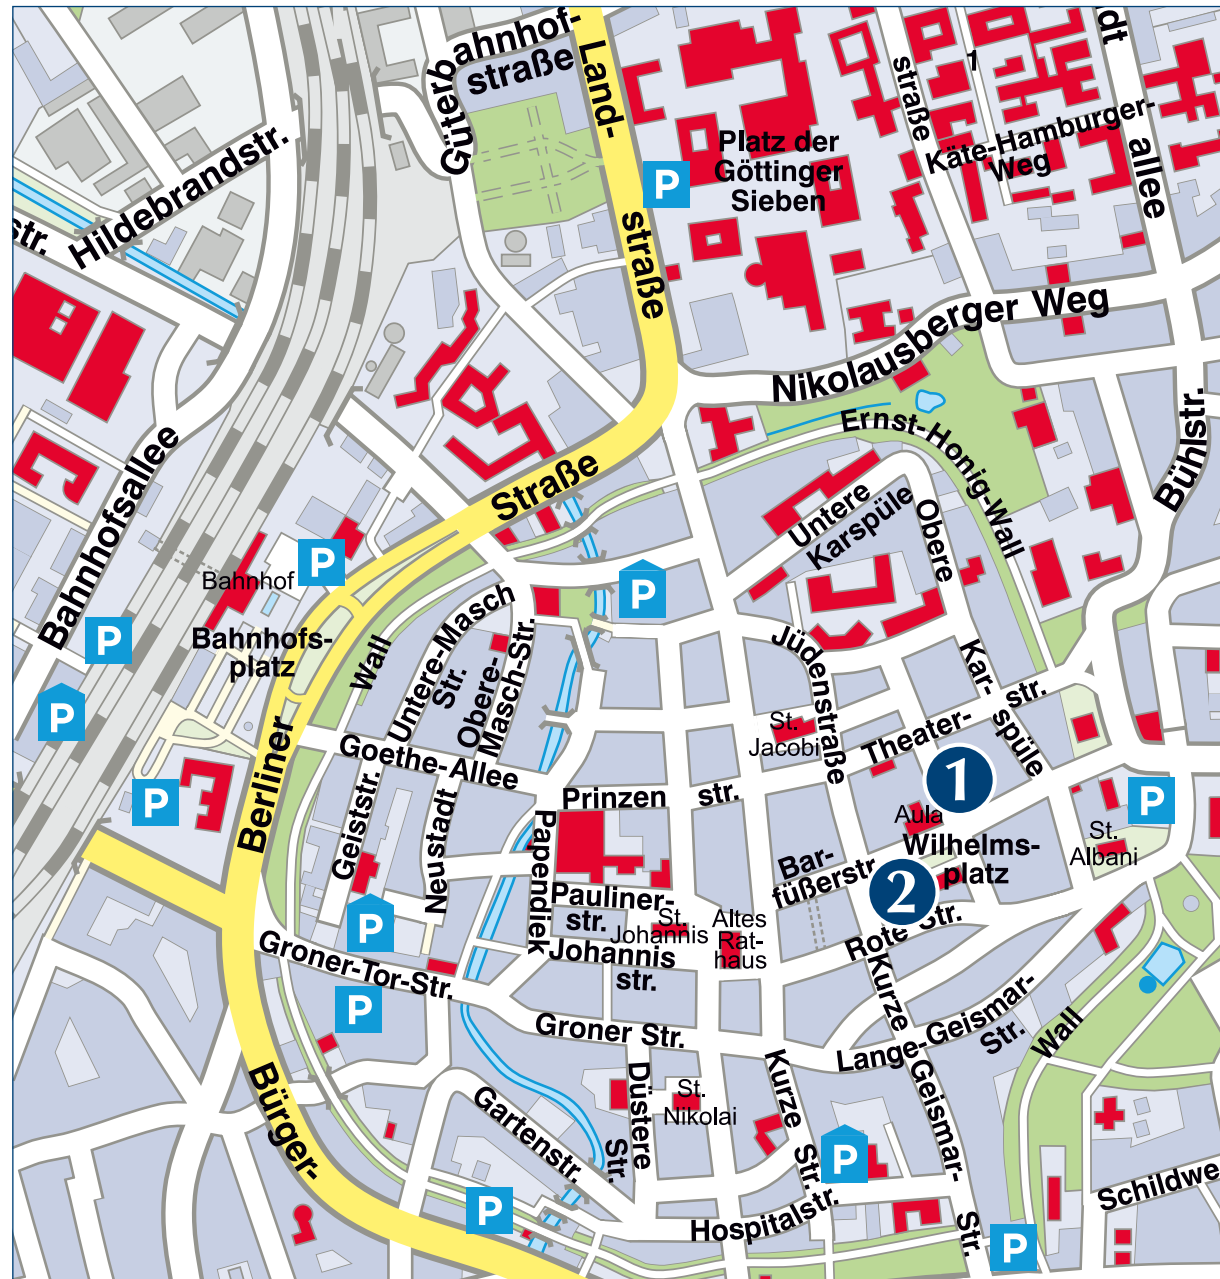 Güterbahnhof-
straße
Land-
straße
dt
allee
straße
1
Käte-Hamburger-
Weg
P
Platz der
Göttinger
Sieben
Hildebrandstr.
str.
Nikolausberger Weg
Ernst-Honig-Wall
Bühlstr.
Bahnhofsallee
Straße
Untere
Karspüle
Obere
Kar-
spüle
P
Bahnhof
Bahnhofs-
platz
P
P
P
P
Wall
Untere-Masch
Str.
Obere-
Masch-Str.
Jüdenstraße
St.
Jacobi
Theater-
str.
Berliner
Goethe-Allee
Prinzen
str.
1
Aula
Wilhelms-
platz
P
St.
Albani
Geiststr.
Neustadt
Papendiek
Bar-
füßerstr.
2
Rote Str.
P
Pauliner-
str.
St.
Johannis
Altes
Rat-
haus
Johannis
str.
Groner-Tor-Str.
P
Groner Str.
Kurze
Geismar-
Str.
Lange-Geismar-
Str.
Wall
Bürger-
Gartenstr.
Düstere
Str.
St.
Nikolai
Kurze
Str.
P
P
Hospitalstr.
P
Schildwe